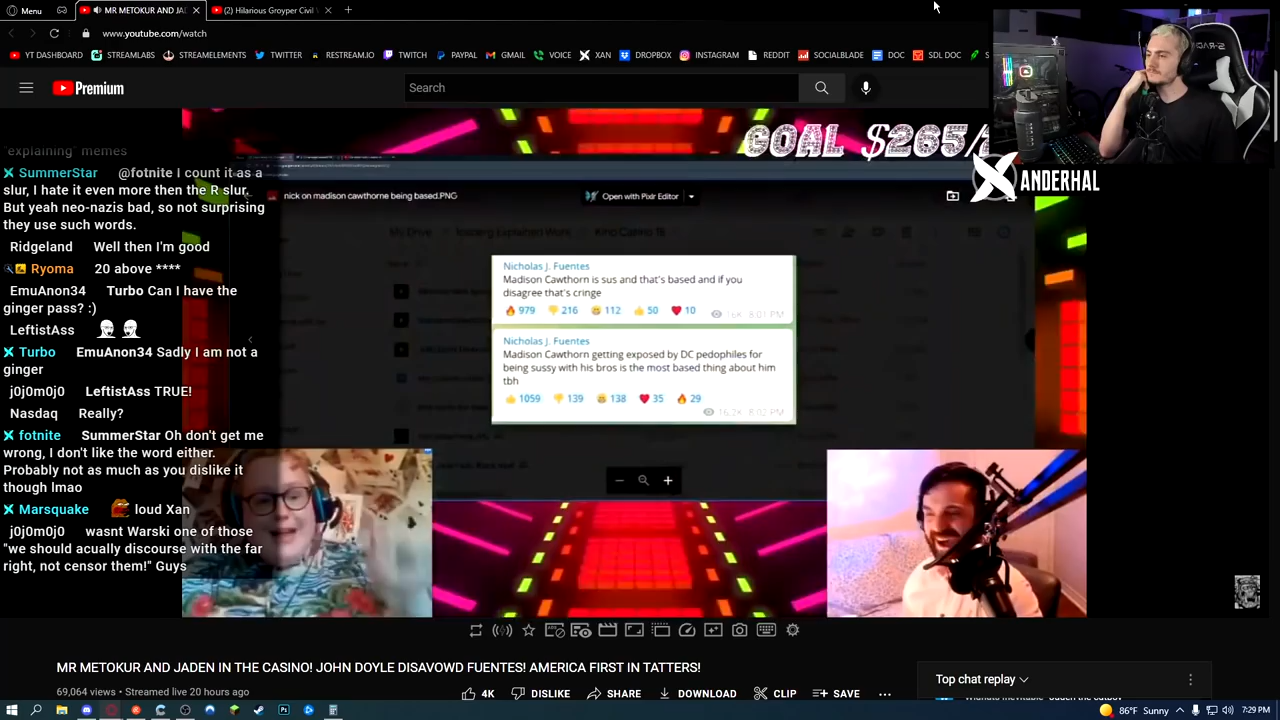 Menu
MR METOKUR AND JAD
(2) Hilarious Groyper Civil
www.youtube.com/watch
YT DASHBOARD STREAMLABS STREAMELEMENTS TWITTER RESTREAM.IO TWITCH PAYPAL GMAIL VOICE XAN DROPBOX INSTAGRAM REDDIT SOCIALBLADE DOC SDL DOC
Premium
Search
GOAL $265/
ANDERHAL
nick on madison cawthorne being based.PNG
Open with Pixlr Editor
"explaining" memes
SummerStar @fotnite I count it as a
slur, I hate it even more then the R slur.
But yeah neo-nazis bad, so not surprising
they use such words.
Ridgeland Well then I'm good
Ryoma 20 above ****
EmuAnon34 Turbo Can I have the
ginger pass? :)
LeftistAss
Turbo EmuAnon34 Sadly I am not a
ginger
j0j0m0j0 LeftistAss TRUE!
Nasdaq Really?
fotnite SummerStar Oh don't get me
wrong, I don't like the word either.
Probably not as much as you dislike it
though lmao
Marsquake loud Xan
j0j0m0j0 wasnt Warski one of those
"we should acually discourse with the far
right, not censor them!" Guys
Nicholas J. Fuentes
Madison Cawthorn is sus and that's based and if you
disagree that's cringe
979 216 112 50 10 16K 8:01 PM
Nicholas J. Fuentes
Madison Cawthorn getting exposed by DC pedophiles for
being sussy with his bros is the most based thing about him
tbh
1059 139 138 35 29 16.2K 8:02 PM
MR METOKUR AND JADEN IN THE CASINO! JOHN DOYLE DISAVOWD FUENTES! AMERICA FIRST IN TATTERS!
69,064 views • Streamed live 20 hours ago
4K DISLIKE SHARE DOWNLOAD CLIP SAVE
Top chat replay
86°F Sunny 7:29 PM